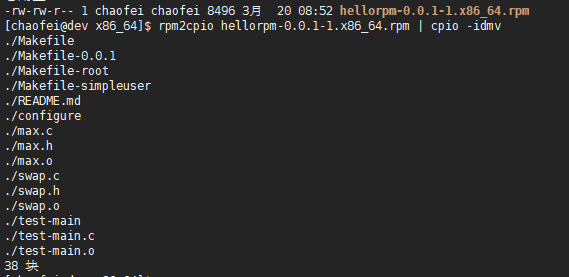 -rw-rw-r-- 1 chaofei chaofei 8496 3月  20 08:52 hellorpm-0.0.1-1.x86_64.rpm
[chaofei@dev x86_64]$ rpm2cpio hellorpm-0.0.1-1.x86_64.rpm | cpio -idmv
./Makefile
./Makefile-0.0.1
./Makefile-root
./Makefile-simpleuser
./README.md
./configure
./max.c
./max.h
./max.o
./swap.c
./swap.h
./swap.o
./test-main
./test-main.c
./test-main.o
38 块